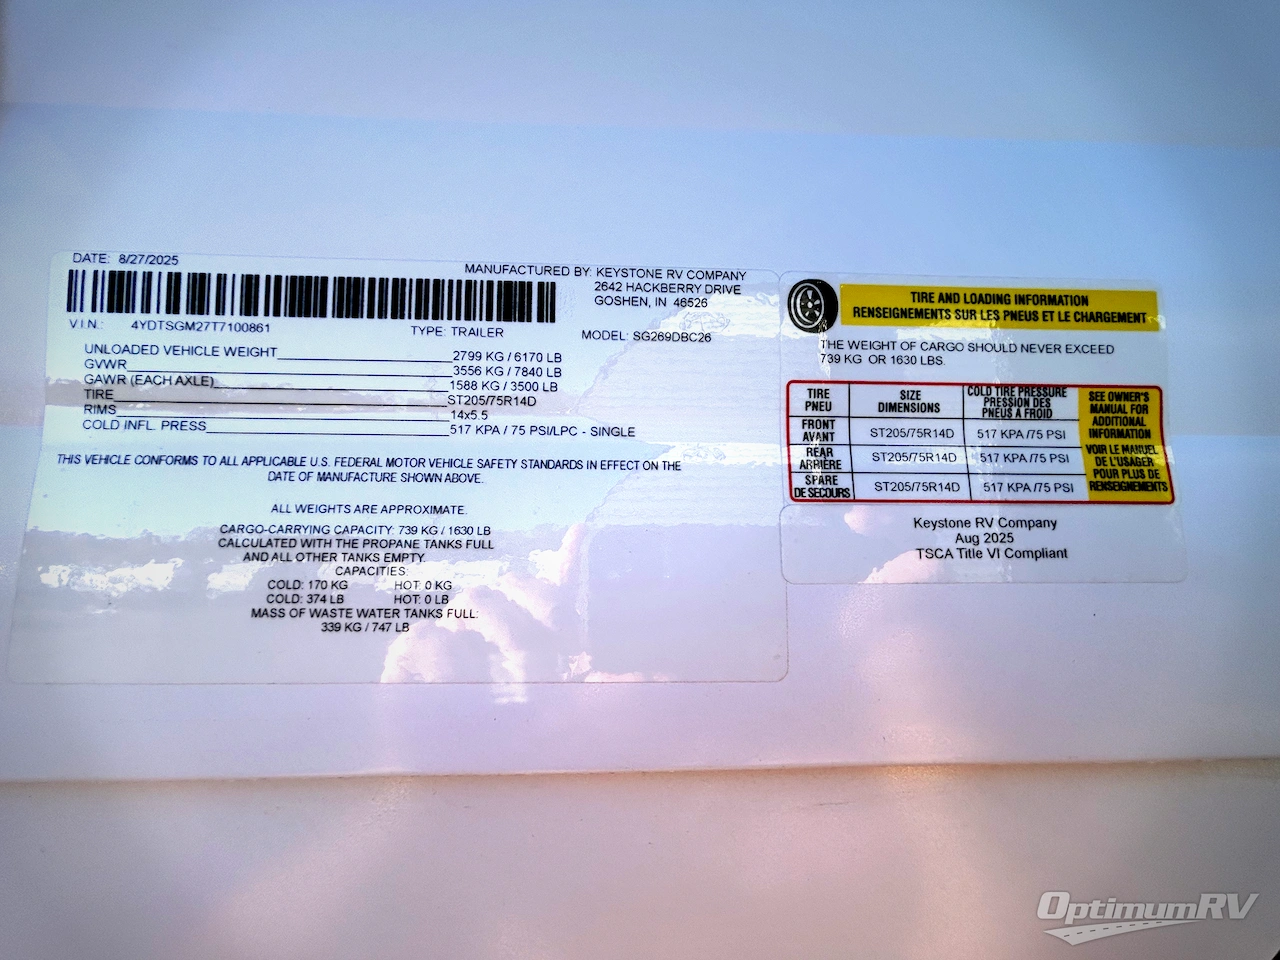 DATE: 8/27/2025
MANUFACTURED BY: KEYSTONE RV COMPANY
2642 HACKBERRY DRIVE
GOSHEN, IN 46526
V.I.N.: 4YDTSGM27T7100861
TYPE: TRAILER
MODEL: SG269DBC26
UNLOADED VEHICLE WEIGHT 2799 KG / 6170 LB
GVWR 3556 KG / 7840 LB
GAWR (EACH AXLE) 1588 KG / 3500 LB
TIRE ST205/75R14D
RIMS 14x5.5
COLD INFL. PRESS 517 KPA / 75 PSI/LPC - SINGLE
THIS VEHICLE CONFORMS TO ALL APPLICABLE U.S. FEDERAL MOTOR VEHICLE SAFETY STANDARDS IN EFFECT ON THE
DATE OF MANUFACTURE SHOWN ABOVE.
ALL WEIGHTS ARE APPROXIMATE.
CARGO-CARRYING CAPACITY: 739 KG / 1630 LB
CALCULATED WITH THE PROPANE TANKS FULL
AND ALL OTHER TANKS EMPTY.
CAPACITIES:
COLD: 170 KG HOT: 0 KG
COLD: 374 LB HOT: 0 LB
MASS OF WASTE WATER TANKS FULL:
339 KG / 747 LB
TIRE AND LOADING INFORMATION
RENSEIGNEMENTS SUR LES PNEUS ET LE CHARGEMENT
THE WEIGHT OF CARGO SHOULD NEVER EXCEED
739 KG OR 1630 LBS.
TIRE
PNEU
SIZE
DIMENSIONS
COLD TIRE PRESSURE
PRESSION DES
PNEUS A FROID
FRONT
AVANT
ST205/75R14D
517 KPA /75 PSI
REAR
ARRIERE
ST205/75R14D
517 KPA /75 PSI
SPARE
DE SECOURS
ST205/75R14D
517 KPA /75 PSI
SEE OWNER'S
MANUAL FOR
ADDITIONAL
INFORMATION
VOIR LE MANUEL
DE L'USAGER
POUR PLUS DE
RENSEIGNEMENTS
Keystone RV Company
Aug 2025
TSCA Title VI Compliant
OptimumRV